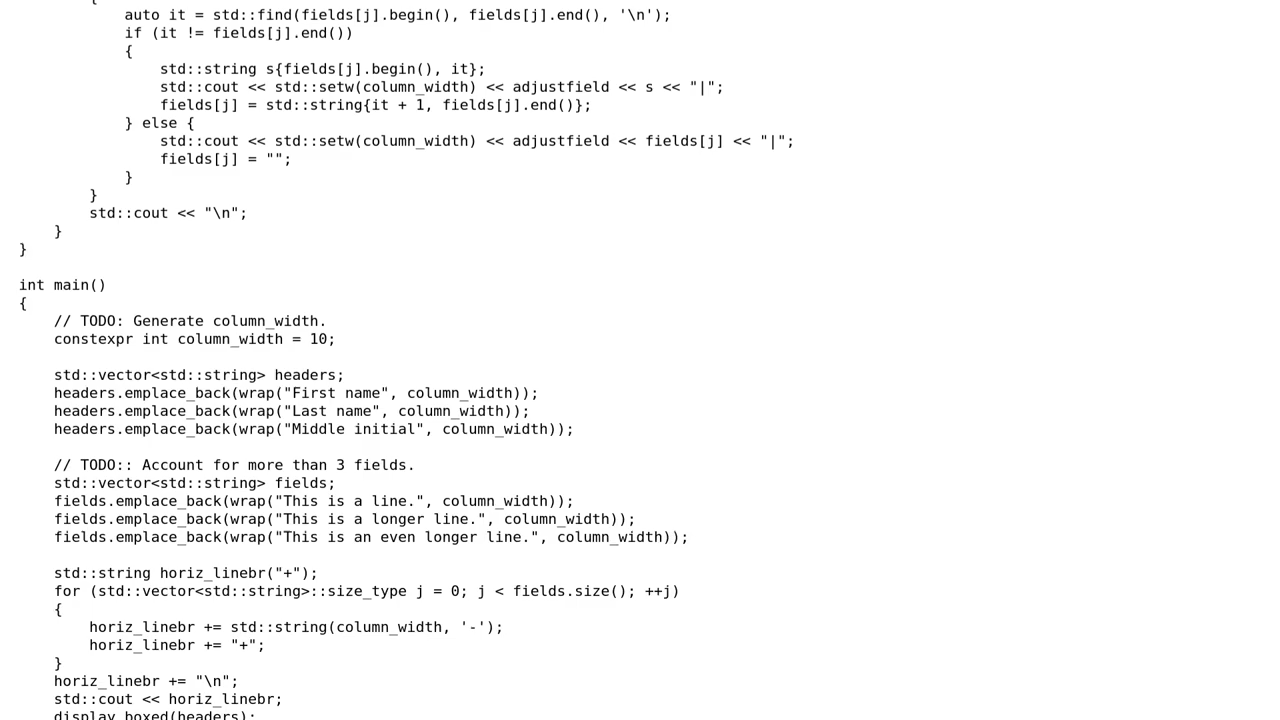 {
auto it = std::find(fields[j].begin(), fields[j].end(), '\n');
if (it != fields[j].end())
{
std::string s{fields[j].begin(), it};
std::cout << std::setw(column_width) << adjustfield << s << "|";
fields[j] = std::string{it + 1, fields[j].end()};
} else {
std::cout << std::setw(column_width) << adjustfield << fields[j] << "|";
fields[j] = "";
}
}
std::cout << "\n";
}
}
int main()
{
// TODO: Generate column_width.
constexpr int column_width = 10;
std::vector<std::string> headers;
headers.emplace_back(wrap("First name", column_width));
headers.emplace_back(wrap("Last name", column_width));
headers.emplace_back(wrap("Middle initial", column_width));
// TODO:: Account for more than 3 fields.
std::vector<std::string> fields;
fields.emplace_back(wrap("This is a line.", column_width));
fields.emplace_back(wrap("This is a longer line.", column_width));
fields.emplace_back(wrap("This is an even longer line.", column_width));
std::string horiz_linebr("+");
for (std::vector<std::string>::size_type j = 0; j < fields.size(); ++j)
{
horiz_linebr += std::string(column_width, '-');
horiz_linebr += "+";
}
horiz_linebr += "\n";
std::cout << horiz_linebr;
display_boxed(headers);